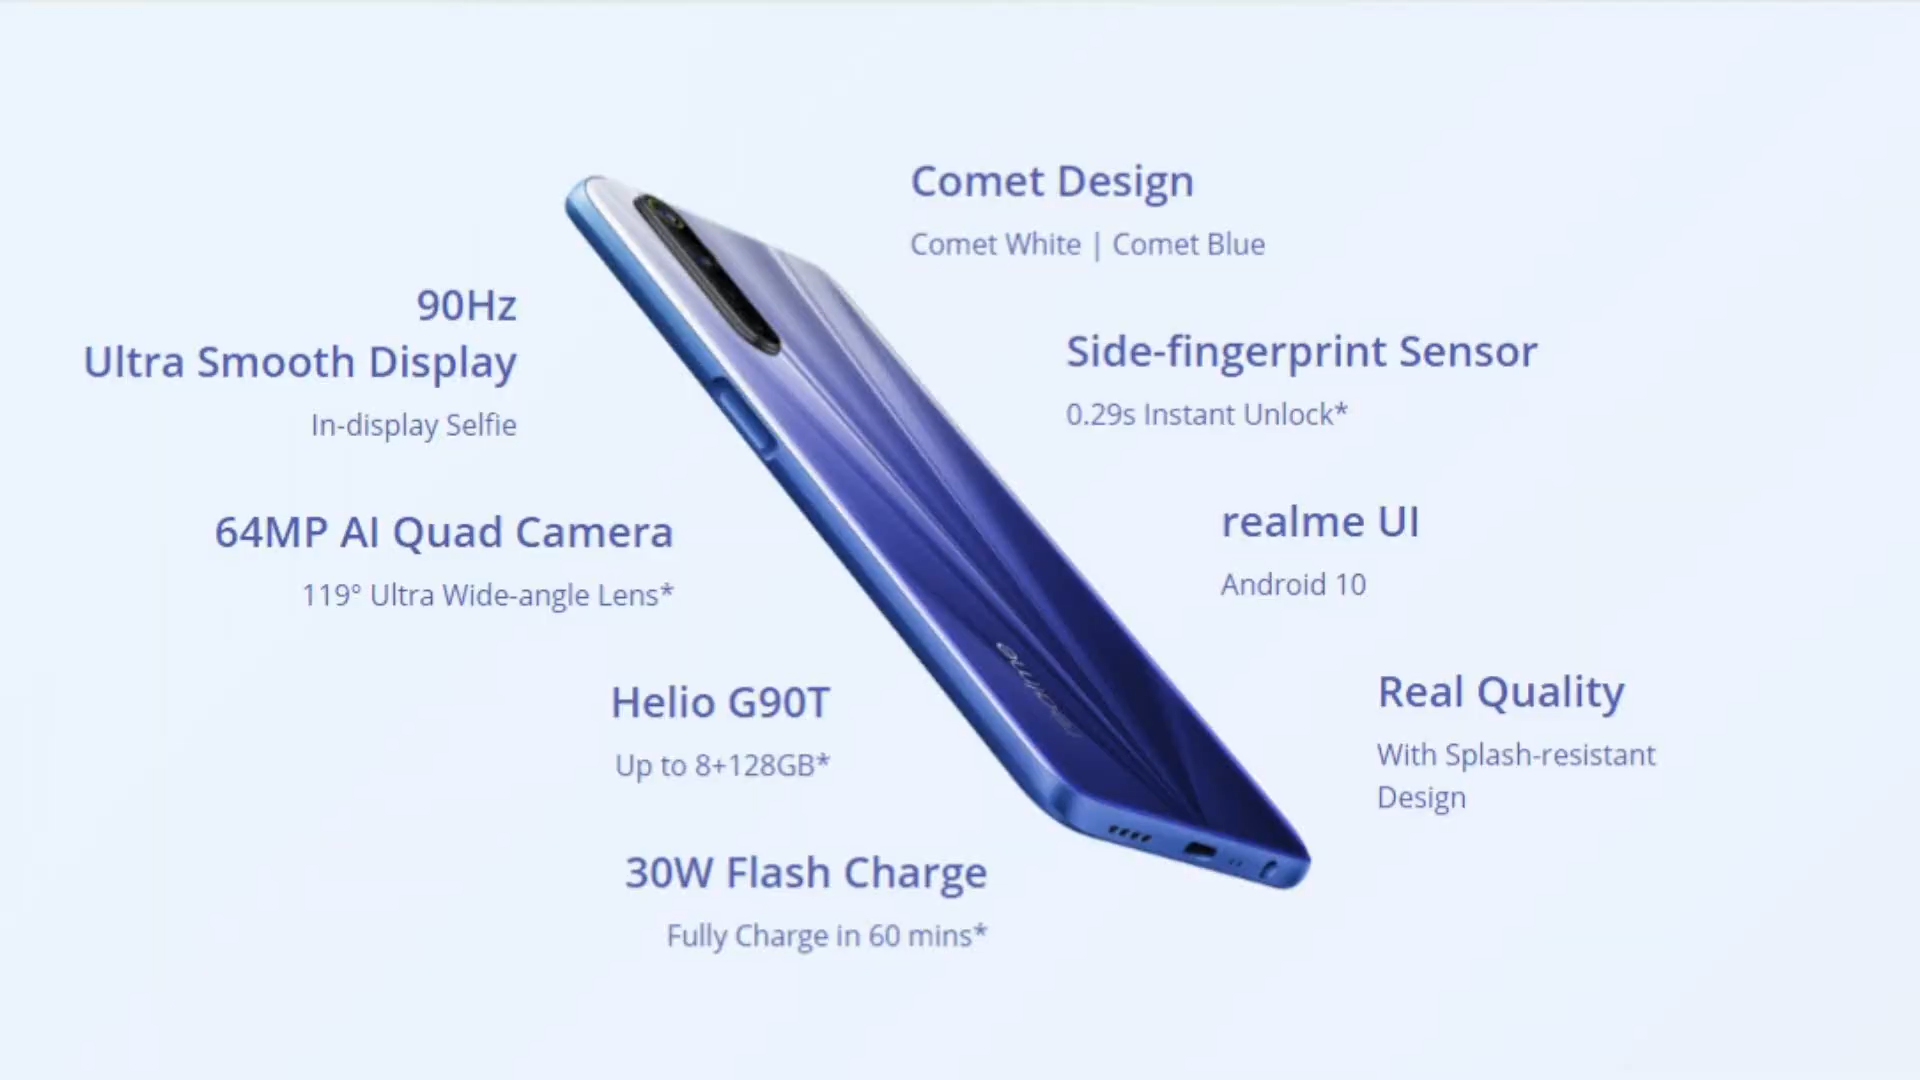 Comet Design
Comet White | Comet Blue
90Hz
Ultra Smooth Display
In-display Selfie
Side-fingerprint Sensor
0.29s Instant Unlock*
64MP AI Quad Camera
119° Ultra Wide-angle Lens*
realme UI
Android 10
Helio G90T
Up to 8+128GB*
Real Quality
With Splash-resistant
Design
30W Flash Charge
Fully Charge in 60 mins*
realme